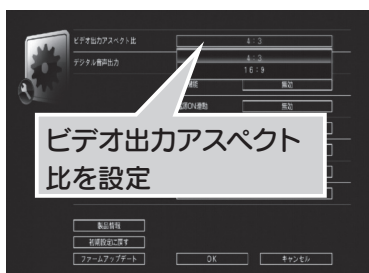 ビデオ出力アスペクト比
4:3
デジタル音声出力
4:3
16:9
無効
無効
ビデオ出力アスペクト
比を設定
製品情報
初期設定に戻す
ファームアップデート
OK
キャンセル